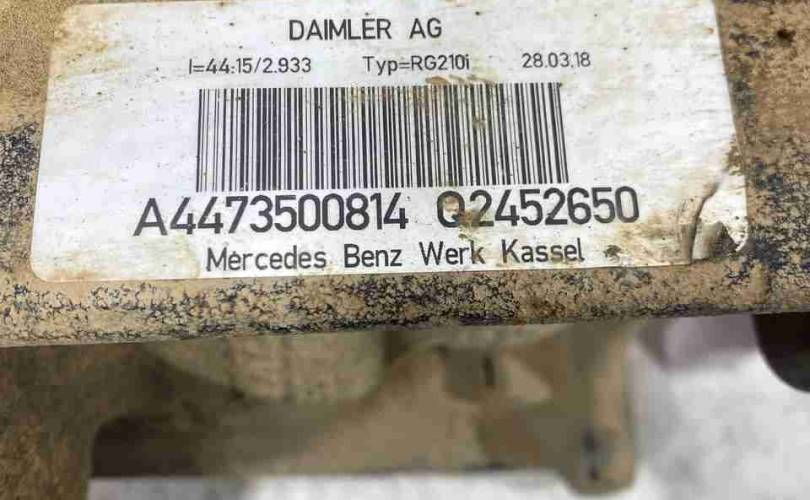 DAIMLER AG
I=44:15/2.933 Typ=RG210i 28.03.18
A4473500814 Q2452650
Mercedes Benz Werk Kassel